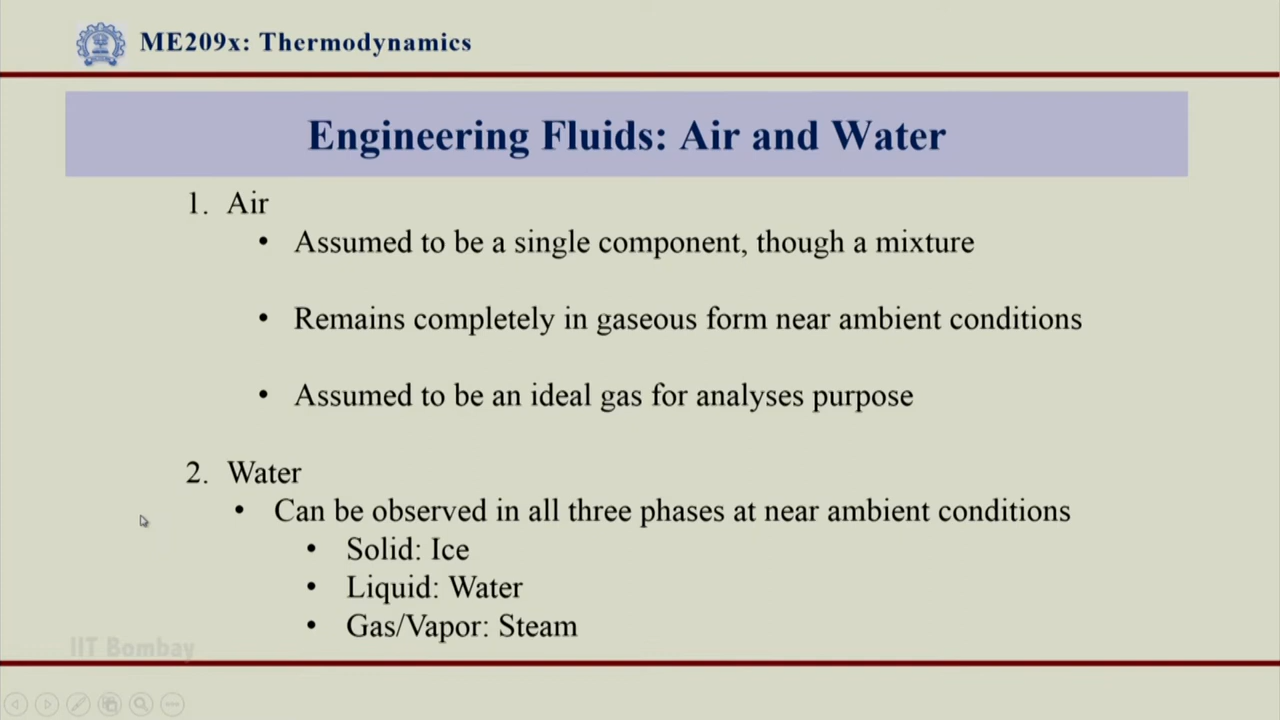 ME209x: Thermodynamics
Engineering Fluids: Air and Water
1. Air
• Assumed to be a single component, though a mixture
• Remains completely in gaseous form near ambient conditions
• Assumed to be an ideal gas for analyses purpose
2. Water
• Can be observed in all three phases at near ambient conditions
• Solid: Ice
• Liquid: Water
• Gas/Vapor: Steam
IIT Bombay